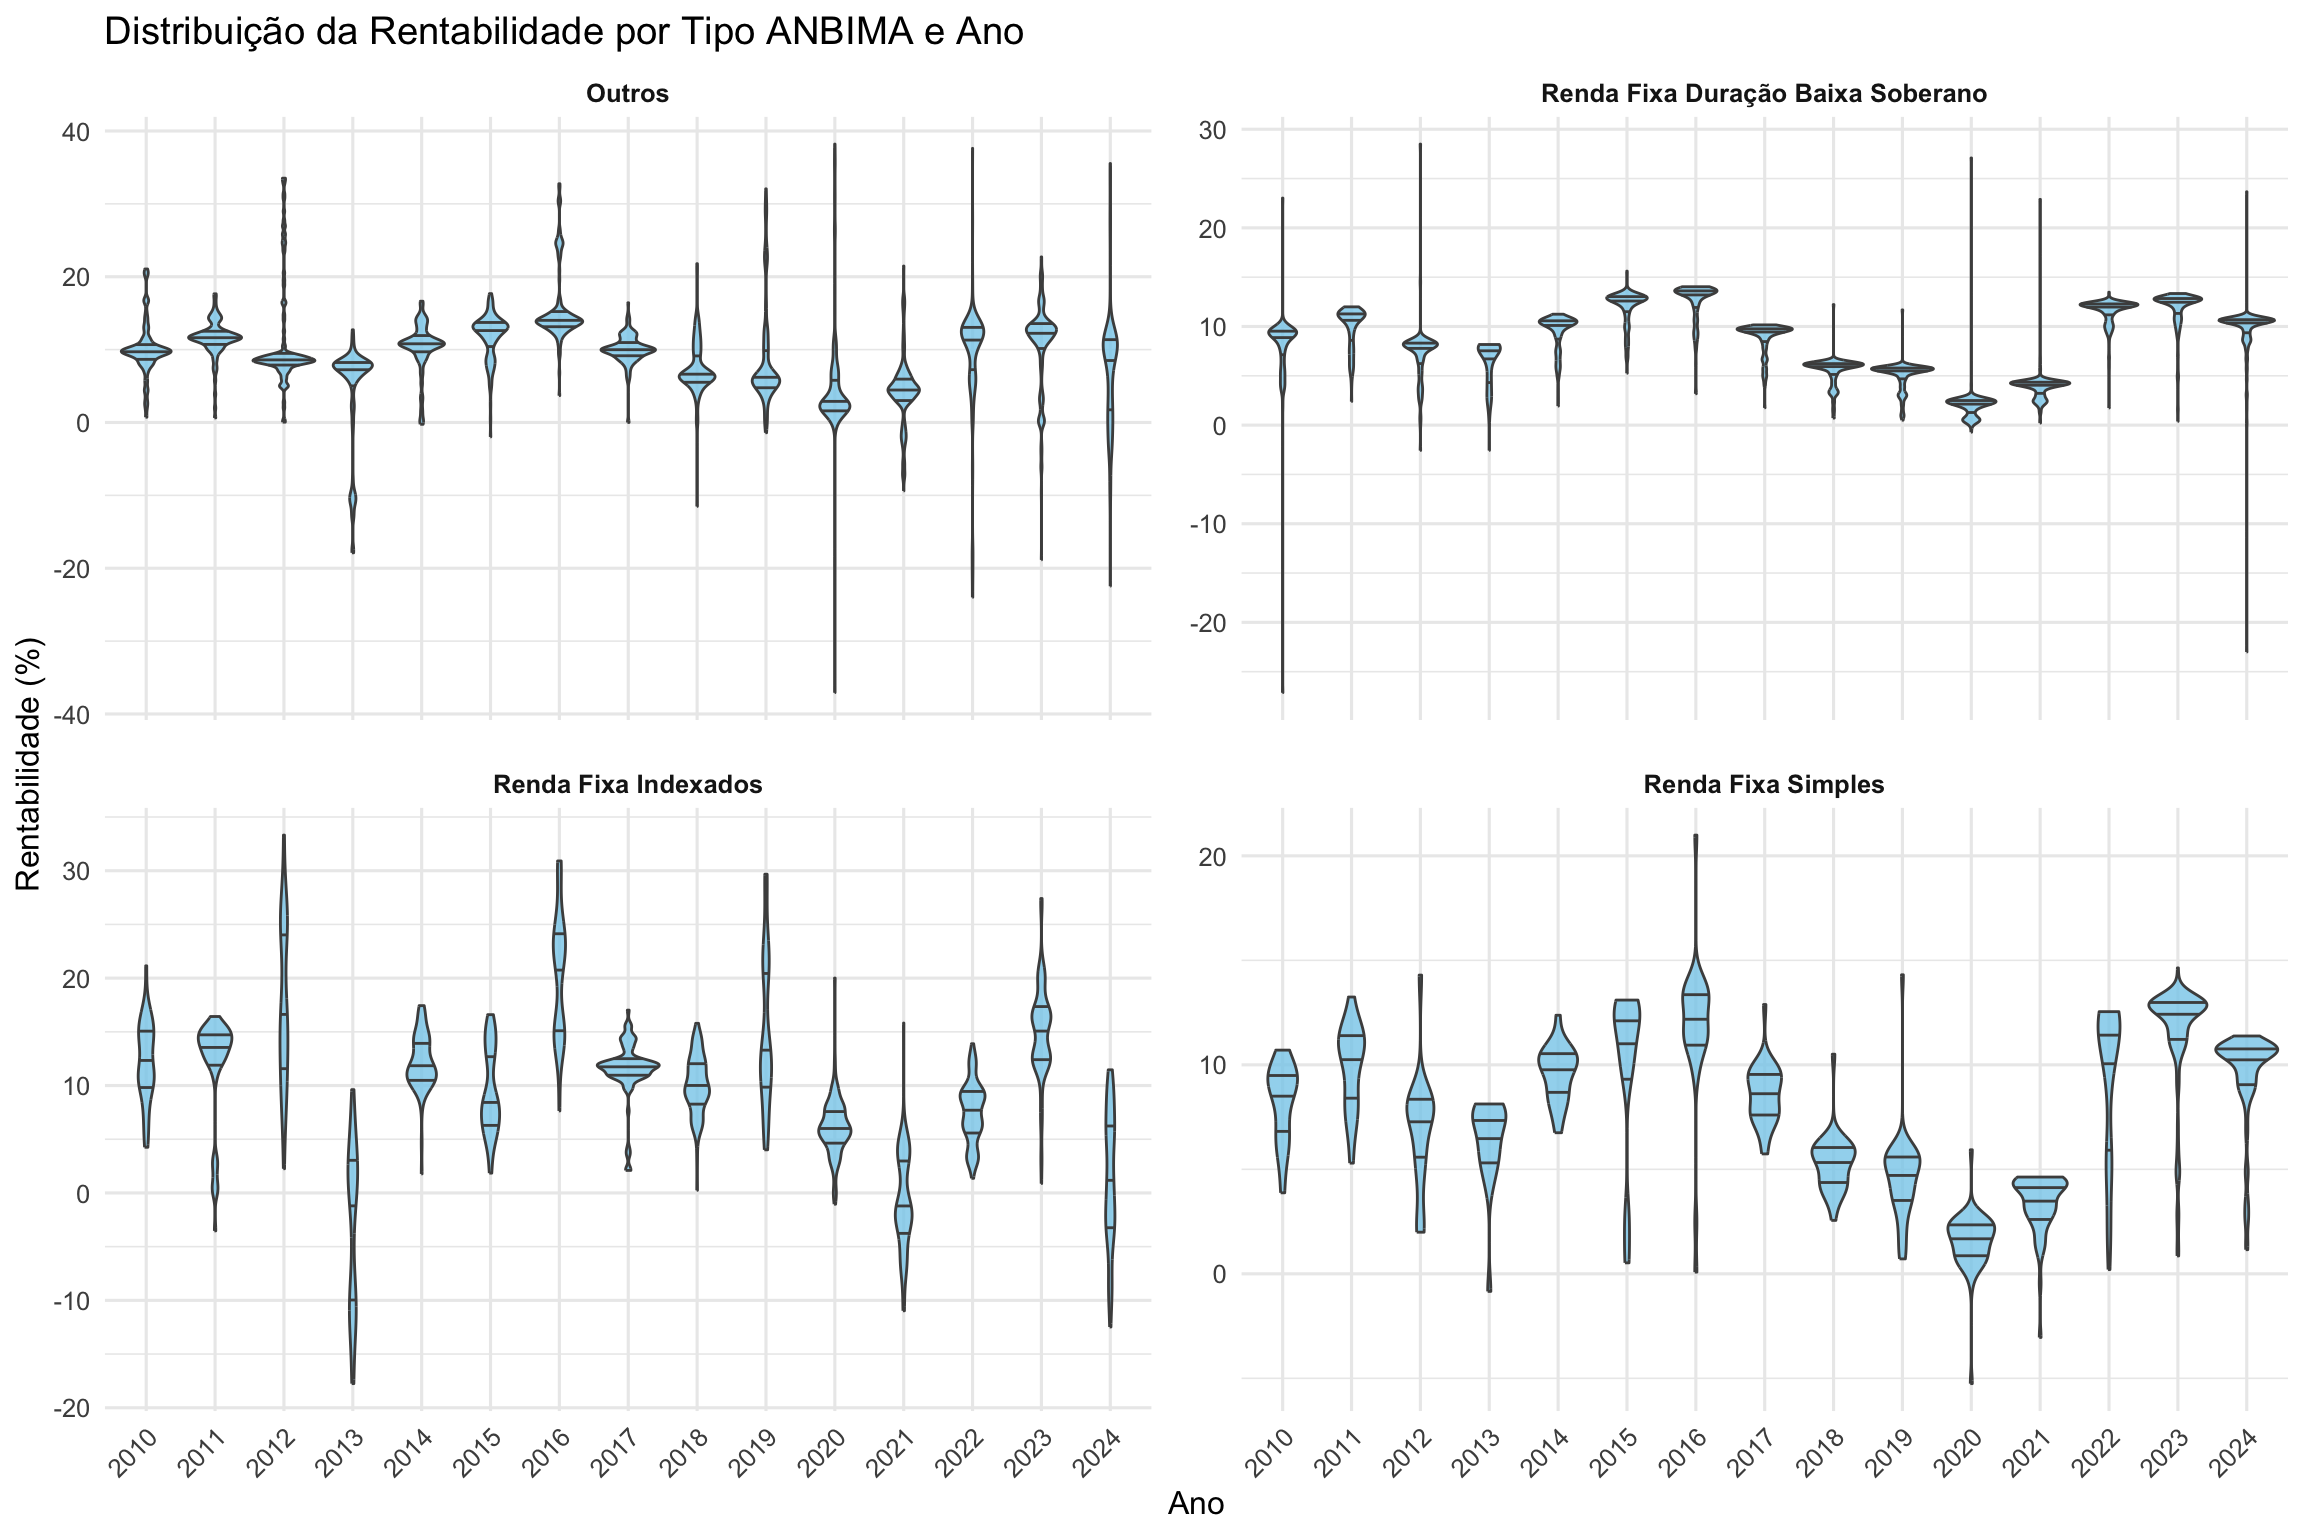 Distribuição da Rentabilidade por Tipo ANBIMA e Ano
Outros
Renda Fixa Duração Baixa Soberano
40
20
0
-20
-40
30
20
10
0
-10
-20
Rentabilidade (%)
Renda Fixa Indexados
Renda Fixa Simples
30
20
10
0
-10
-20
20
10
0
2010 2011 2012 2013 2014 2015 2016 2017 2018 2019 2020 2021 2022 2023 2024
2010 2011 2012 2013 2014 2015 2016 2017 2018 2019 2020 2021 2022 2023 2024
Ano